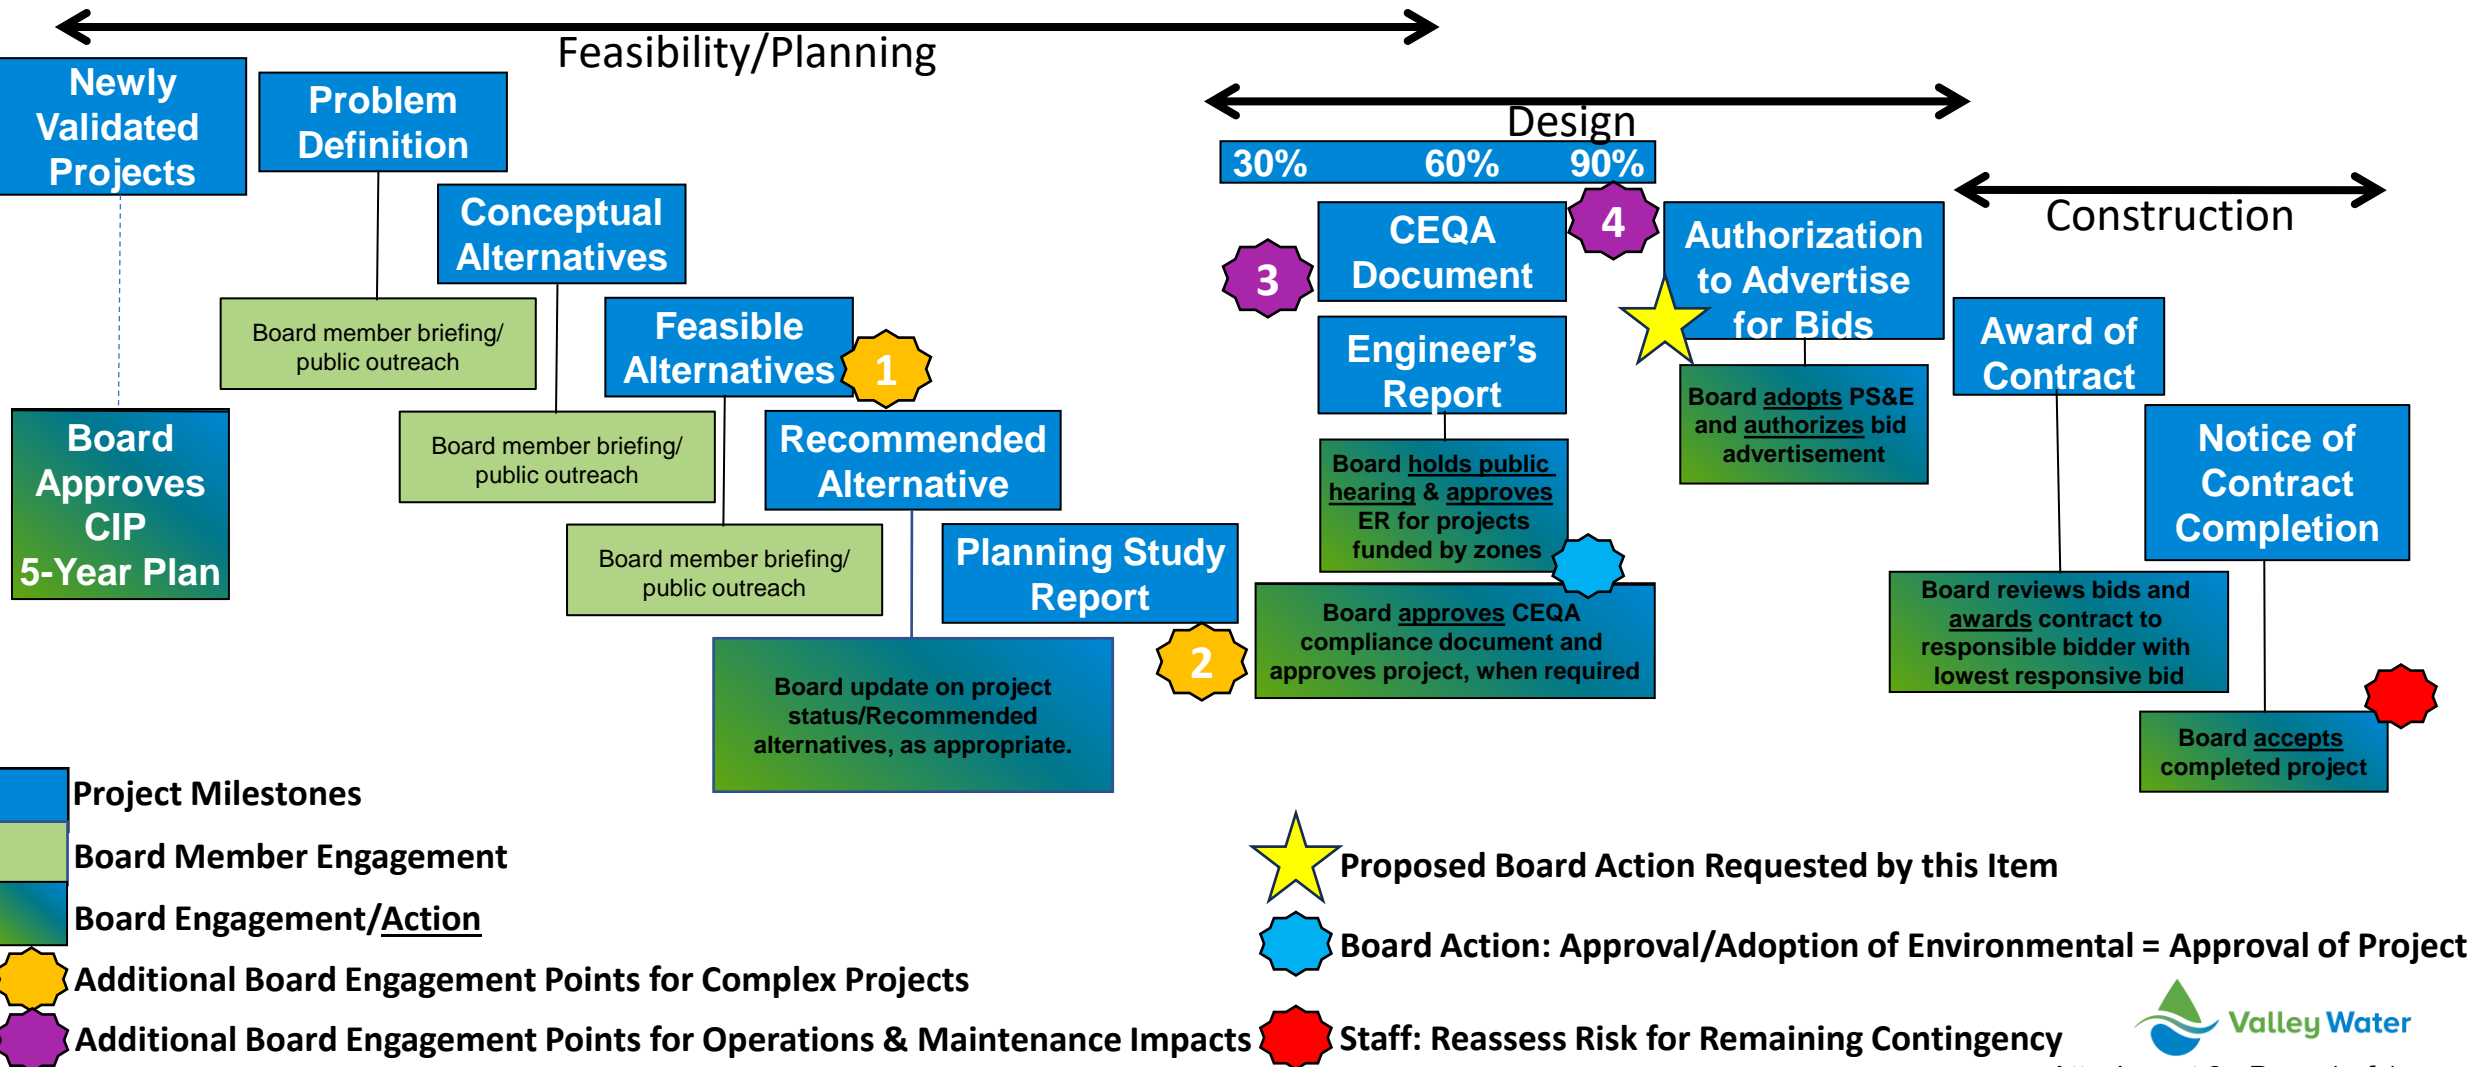 Feasibility/Planning
Newly
Validated
Projects
Problem
Definition
Conceptual
Alternatives
Feasible
Alternatives
1
Recommended
Alternative
Planning Study
Report
2
Board
Approves
CIP
5-Year Plan
Board member briefing/
public outreach
Board member briefing/
public outreach
Board member briefing/
public outreach
Board update on project
status/Recommended
alternatives, as appropriate.
Design
30% 60% 90%
3
4
CEQA
Document
Engineer's
Report
Board holds public
hearing & approves
ER for projects
funded by zones
Board approves CEQA
compliance document and
approves project, when required
Authorization
to Advertise
for Bids
Board adopts PS&E
and authorizes bid
advertisement
Construction
Award of
Contract
Board reviews bids and
awards contract to
responsible bidder with
lowest responsive bid
Notice of
Contract
Completion
Board accepts
completed project
Project Milestones
Board Member Engagement
Board Engagement/Action
Additional Board Engagement Points for Complex Projects
Additional Board Engagement Points for Operations & Maintenance Impacts
Proposed Board Action Requested by this Item
Board Action: Approval/Adoption of Environmental = Approval of Project
Staff: Reassess Risk for Remaining Contingency
Valley Water